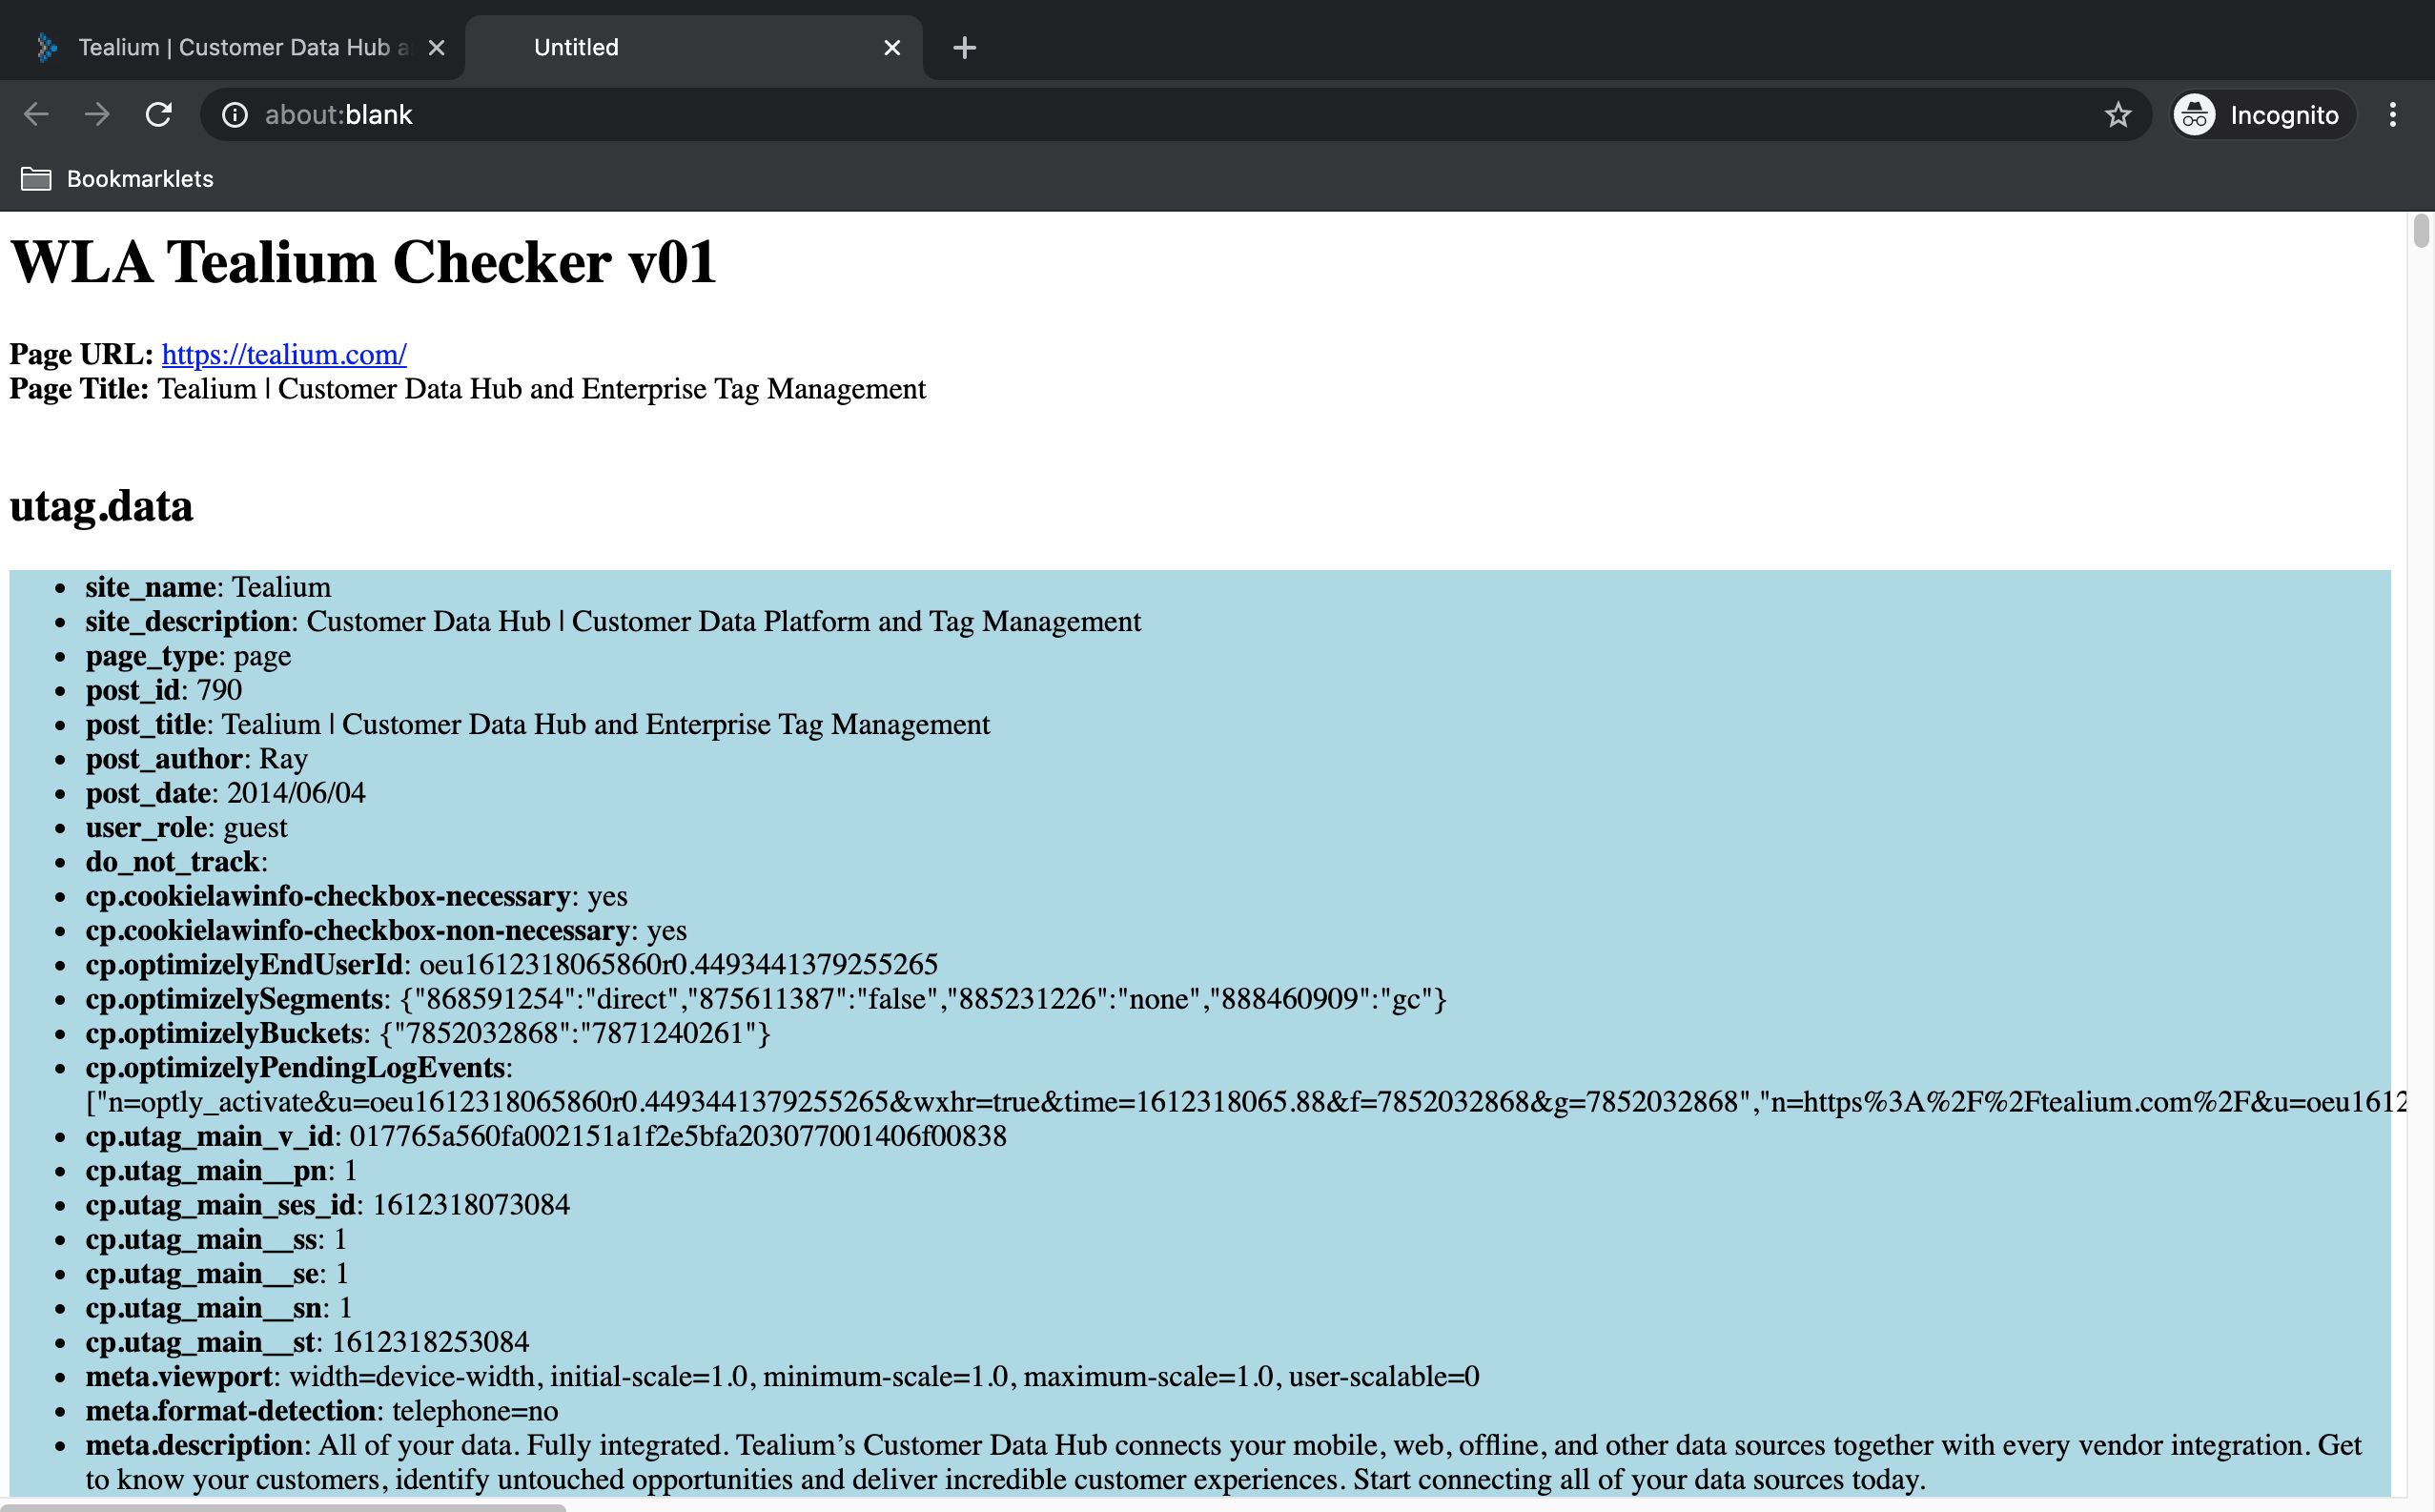 Tealium | Customer Data Hub a
Untitled
about:blank
Incognito
Bookmarklets
WLA Tealium Checker v01
Page URL: https://tealium.com/
Page Title: Tealium | Customer Data Hub and Enterprise Tag Management
utag.data
• site_name: Tealium
• site_description: Customer Data Hub | Customer Data Platform and Tag Management
• page_type: page
• post_id: 790
• post_title: Tealium | Customer Data Hub and Enterprise Tag Management
• post_author: Ray
• post_date: 2014/06/04
• user_role: guest
• do_not_track:
• cp.cookielawinfo-checkbox-necessary: yes
• cp.cookielawinfo-checkbox-non-necessary: yes
• cp.optimizelyEndUserId: oeu1612318065860r0.4493441379255265
• cp.optimizelySegments: {"868591254":"direct","875611387":"false","885231226":"none","888460909":"gc"}
• cp.optimizelyBuckets: {"7852032868":"7871240261"}
• cp.optimizelyPendingLogEvents:
["n=optly_activate&u=oeu1612318065860r0.4493441379255265&wxhr=true&time=1612318065.88&f=7852032868&g=7852032868","n=https%3A%2F%2Ftealium.com%2F&u=oeu1612
• cp.utag_main_v_id: 017765a560fa002151a1f2e5bfa203077001406f00838
• cp.utag_main__pn: 1
• cp.utag_main_ses_id: 1612318073084
• cp.utag_main__ss: 1
• cp.utag_main__se: 1
• cp.utag_main__sn: 1
• cp.utag_main__st: 1612318253084
• meta.viewport: width=device-width, initial-scale=1.0, minimum-scale=1.0, maximum-scale=1.0, user-scalable=0
• meta.format-detection: telephone=no
• meta.description: All of your data. Fully integrated. Tealium’s Customer Data Hub connects your mobile, web, offline, and other data sources together with every vendor integration. Get
to know your customers, identify untouched opportunities and deliver incredible customer experiences. Start connecting all of your data sources today.